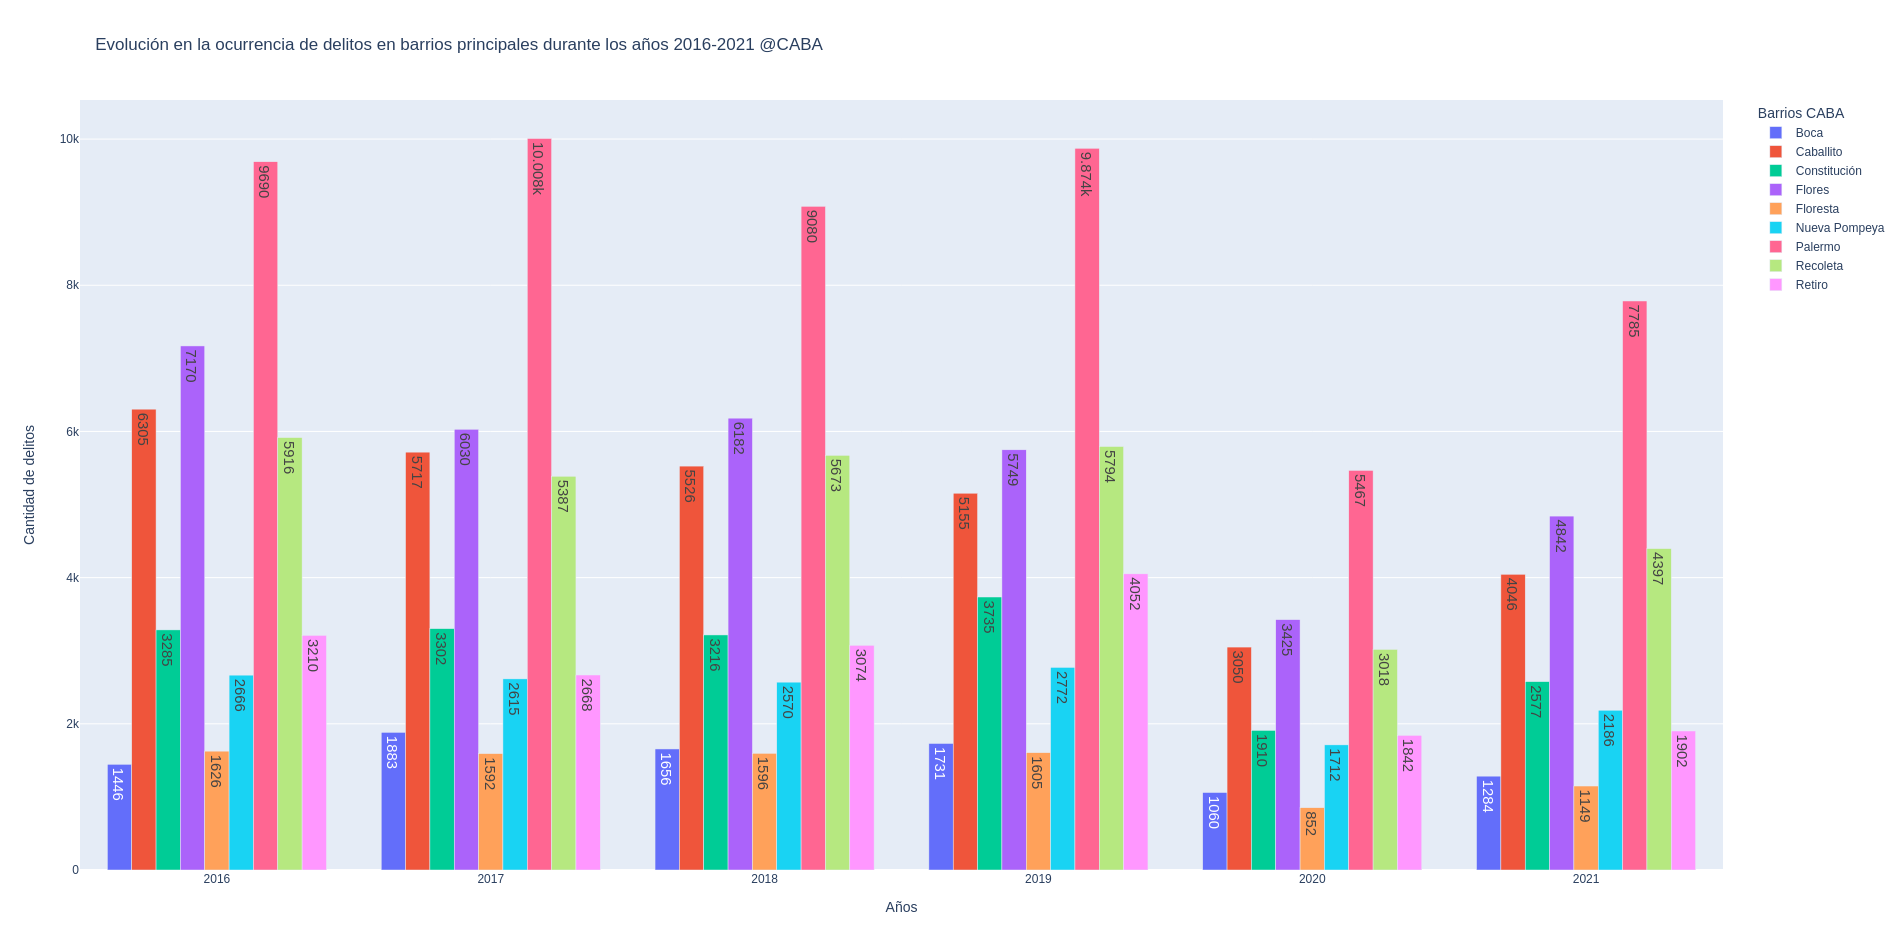 Evolución en la ocurrencia de delitos en barrios principales durante los años 2016-2021 @CABA
Cantidad de delitos
10k
8k
6k
4k
2k
0
1446
6305
3285
7170
1626
2666
9690
5916
3210
1883
5717
3302
6030
1592
2615
10.008k
5387
2668
1656
5526
3216
6182
1596
2570
9080
5673
3074
1731
5155
3735
5749
1605
2772
9.874k
5794
4052
1060
3050
1910
3425
852
1712
5467
3018
1842
1284
4046
2577
4842
1149
2186
7785
4397
1902
2016
2017
2018
2019
2020
2021
Años
Barrios CABA
Boca
Caballito
Constitución
Flores
Floresta
Nueva Pompeya
Palermo
Recoleta
Retiro